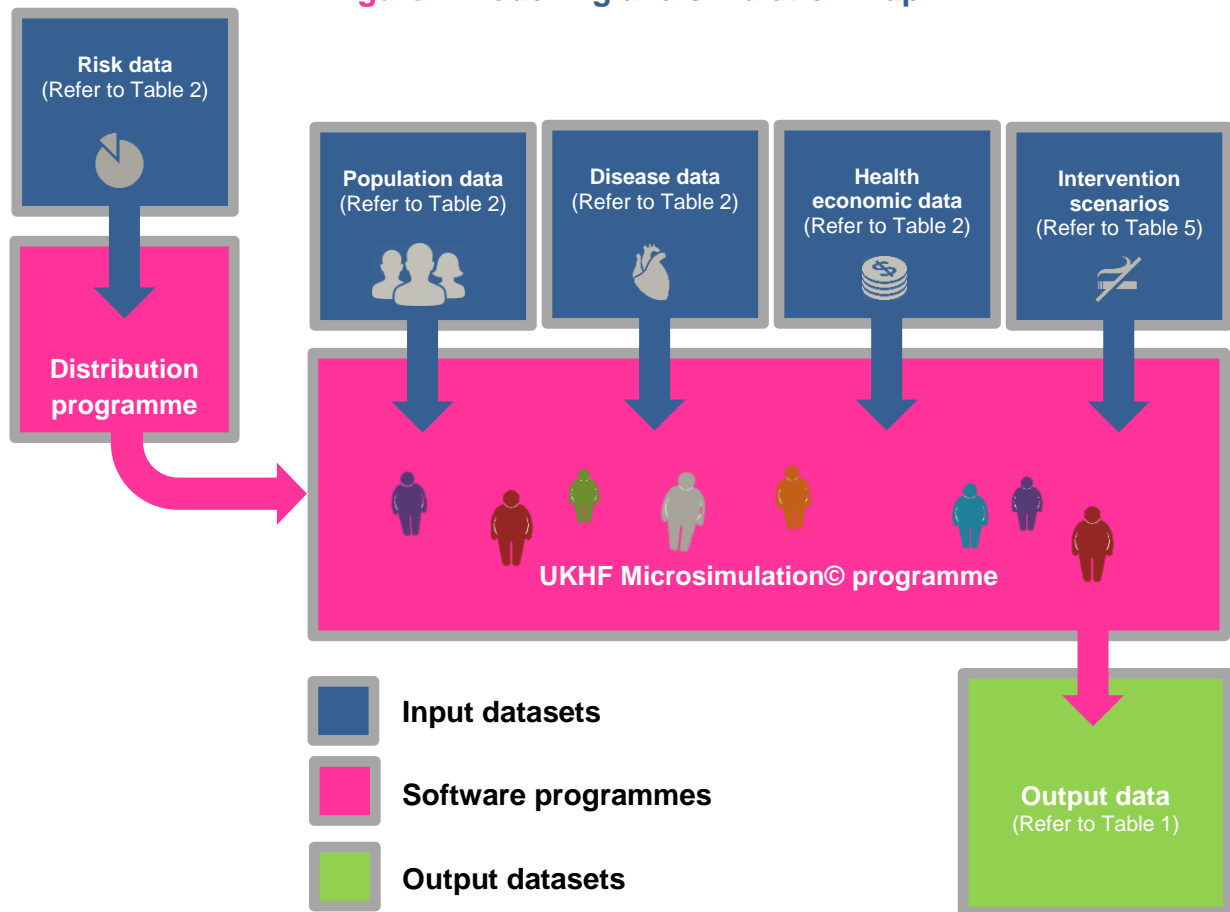 Risk data
(Refer to Table 2)
Population data
(Refer to Table 2)
Disease data
(Refer to Table 2)
Health
economic data
(Refer to Table 2)
Intervention
scenarios
(Refer to Table 5)
Distribution
programme
UKHF Microsimulation© programme
Input datasets
Software programmes
Output datasets
Output data
(Refer to Table 1)